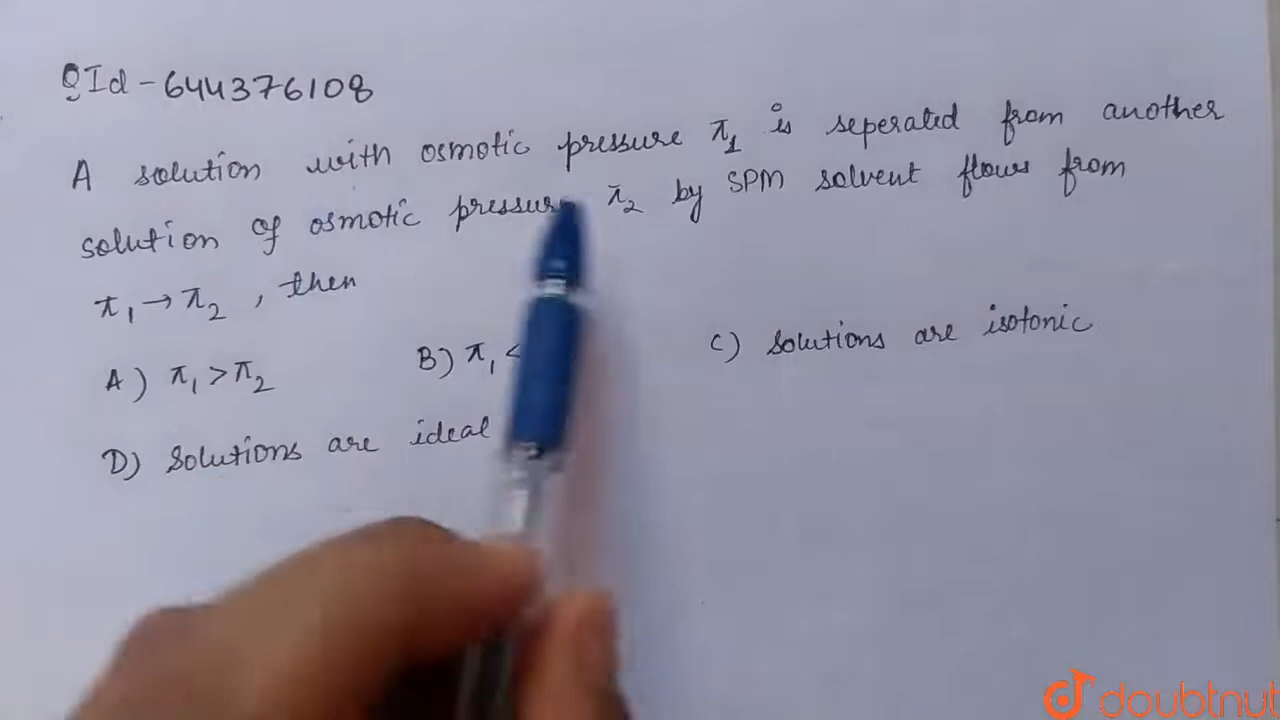 QId - 644376108
A solution with osmotic pressure π1 is seperated from another
solution of osmotic pressure π2 by SPM solvent flows from
π1 → π2 , then
A) π1 > π2 B) π1 < C) solutions are isotonic
D) Solutions are ideal
doubtnut